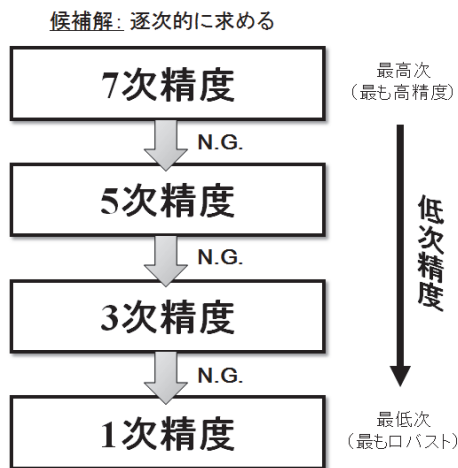 候補解: 逐次的に求める
7次精度
最高次
（最も高精度）
N.G.
5次精度
N.G.
低次精度
3次精度
N.G.
1次精度
最低次
（最もロバスト）